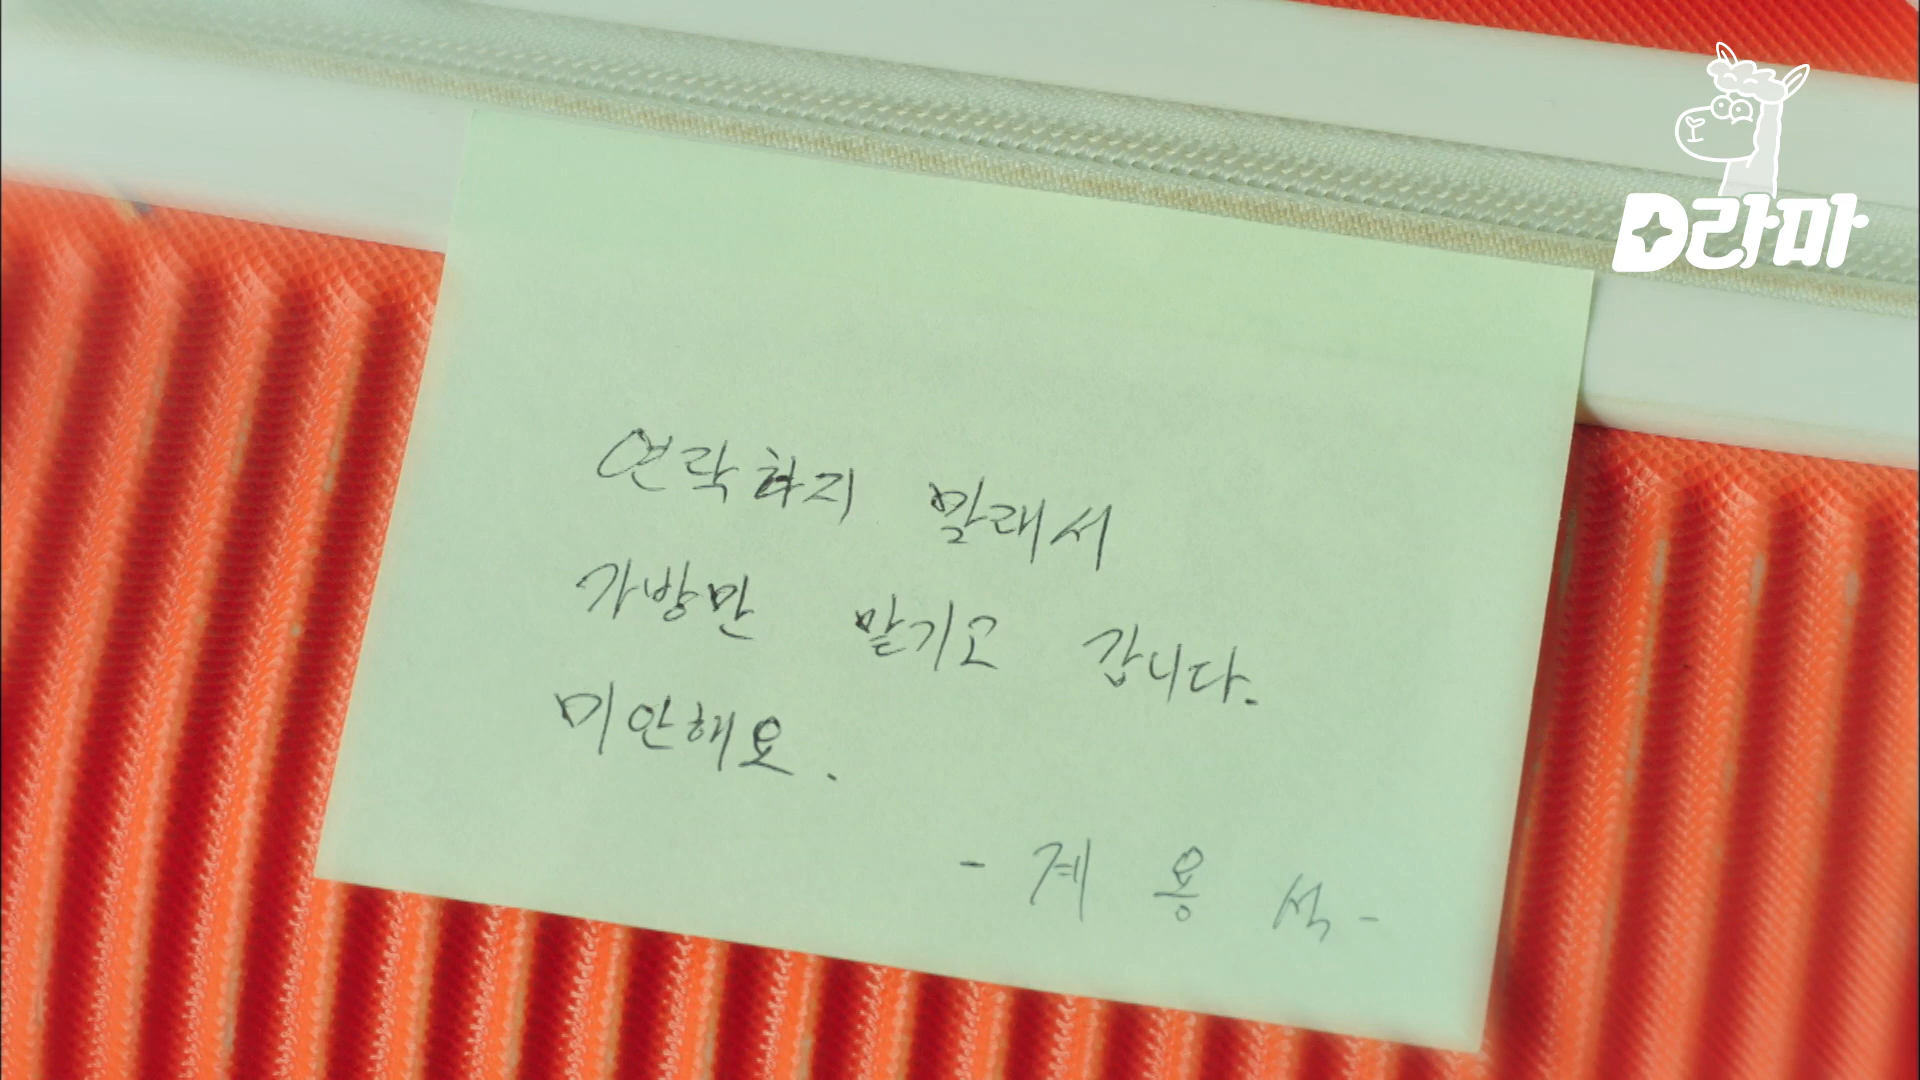 D라마
연락하지 말래서
가방만 맡기고 갑니다.
미안해요.
- 계 용 석 -